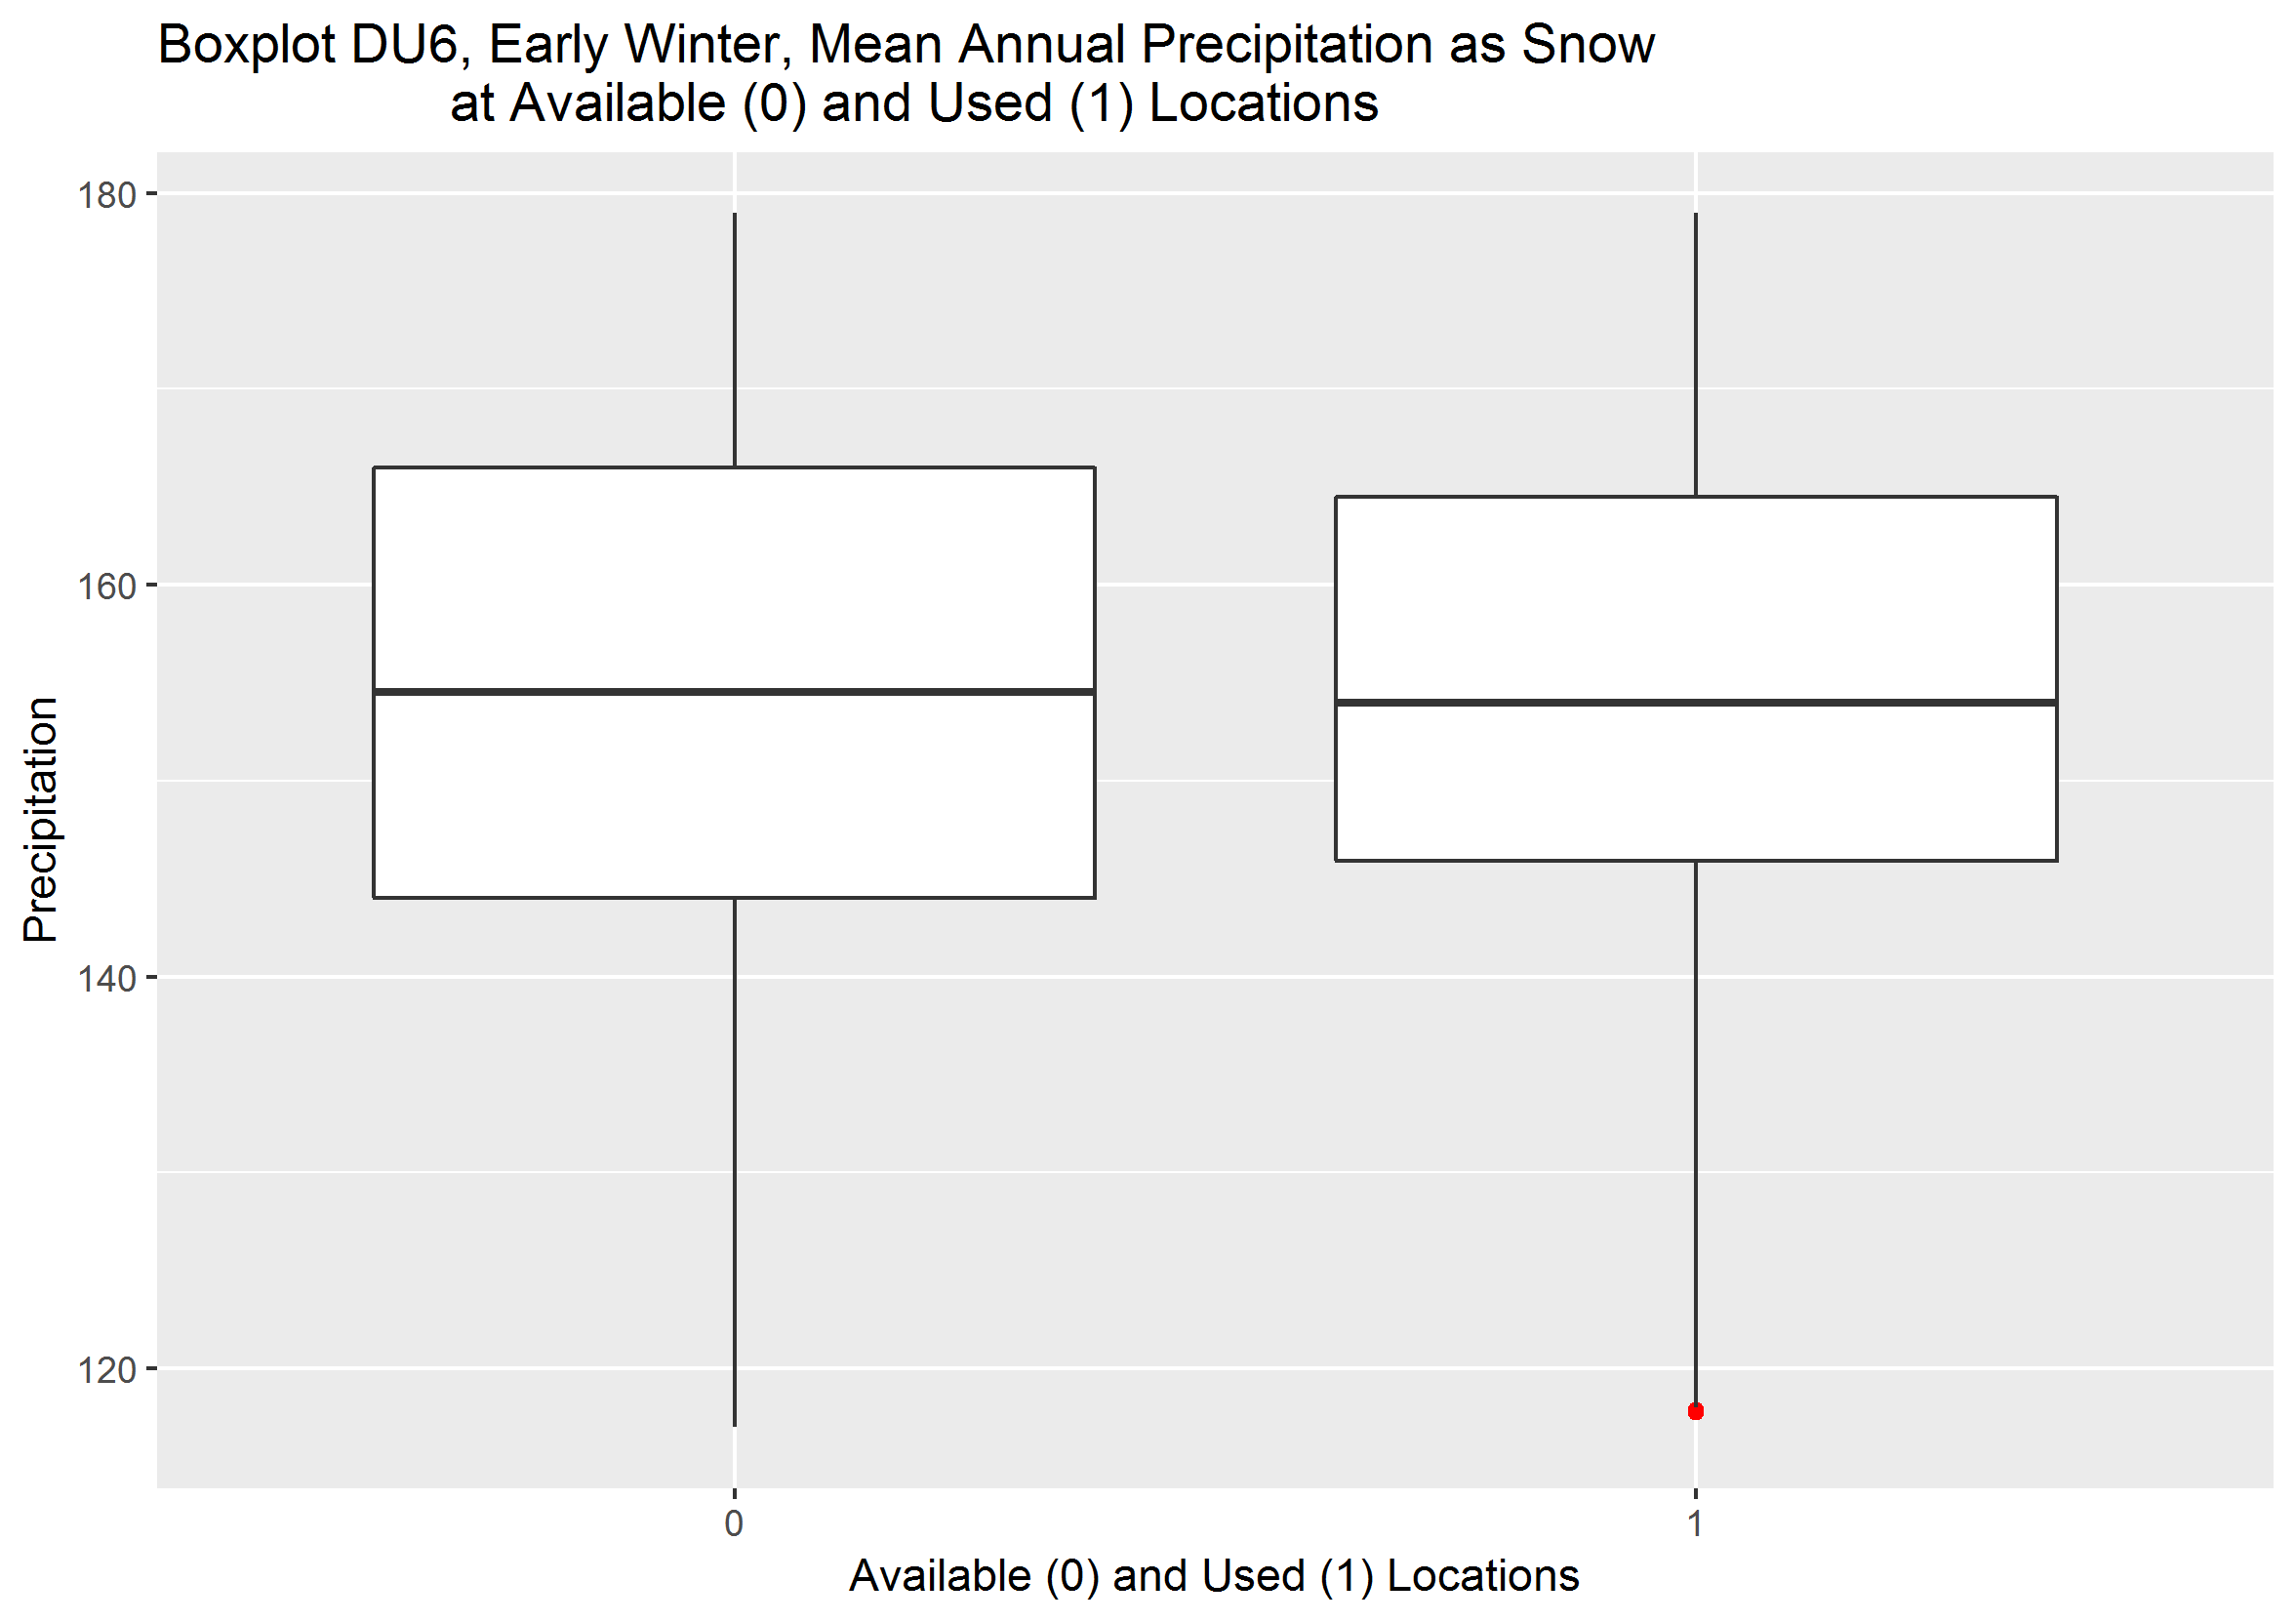 Boxplot DU6, Early Winter, Mean Annual Precipitation as Snow
at Available (0) and Used (1) Locations
180
160
140
120
Precipitation
0
1
Available (0) and Used (1) Locations